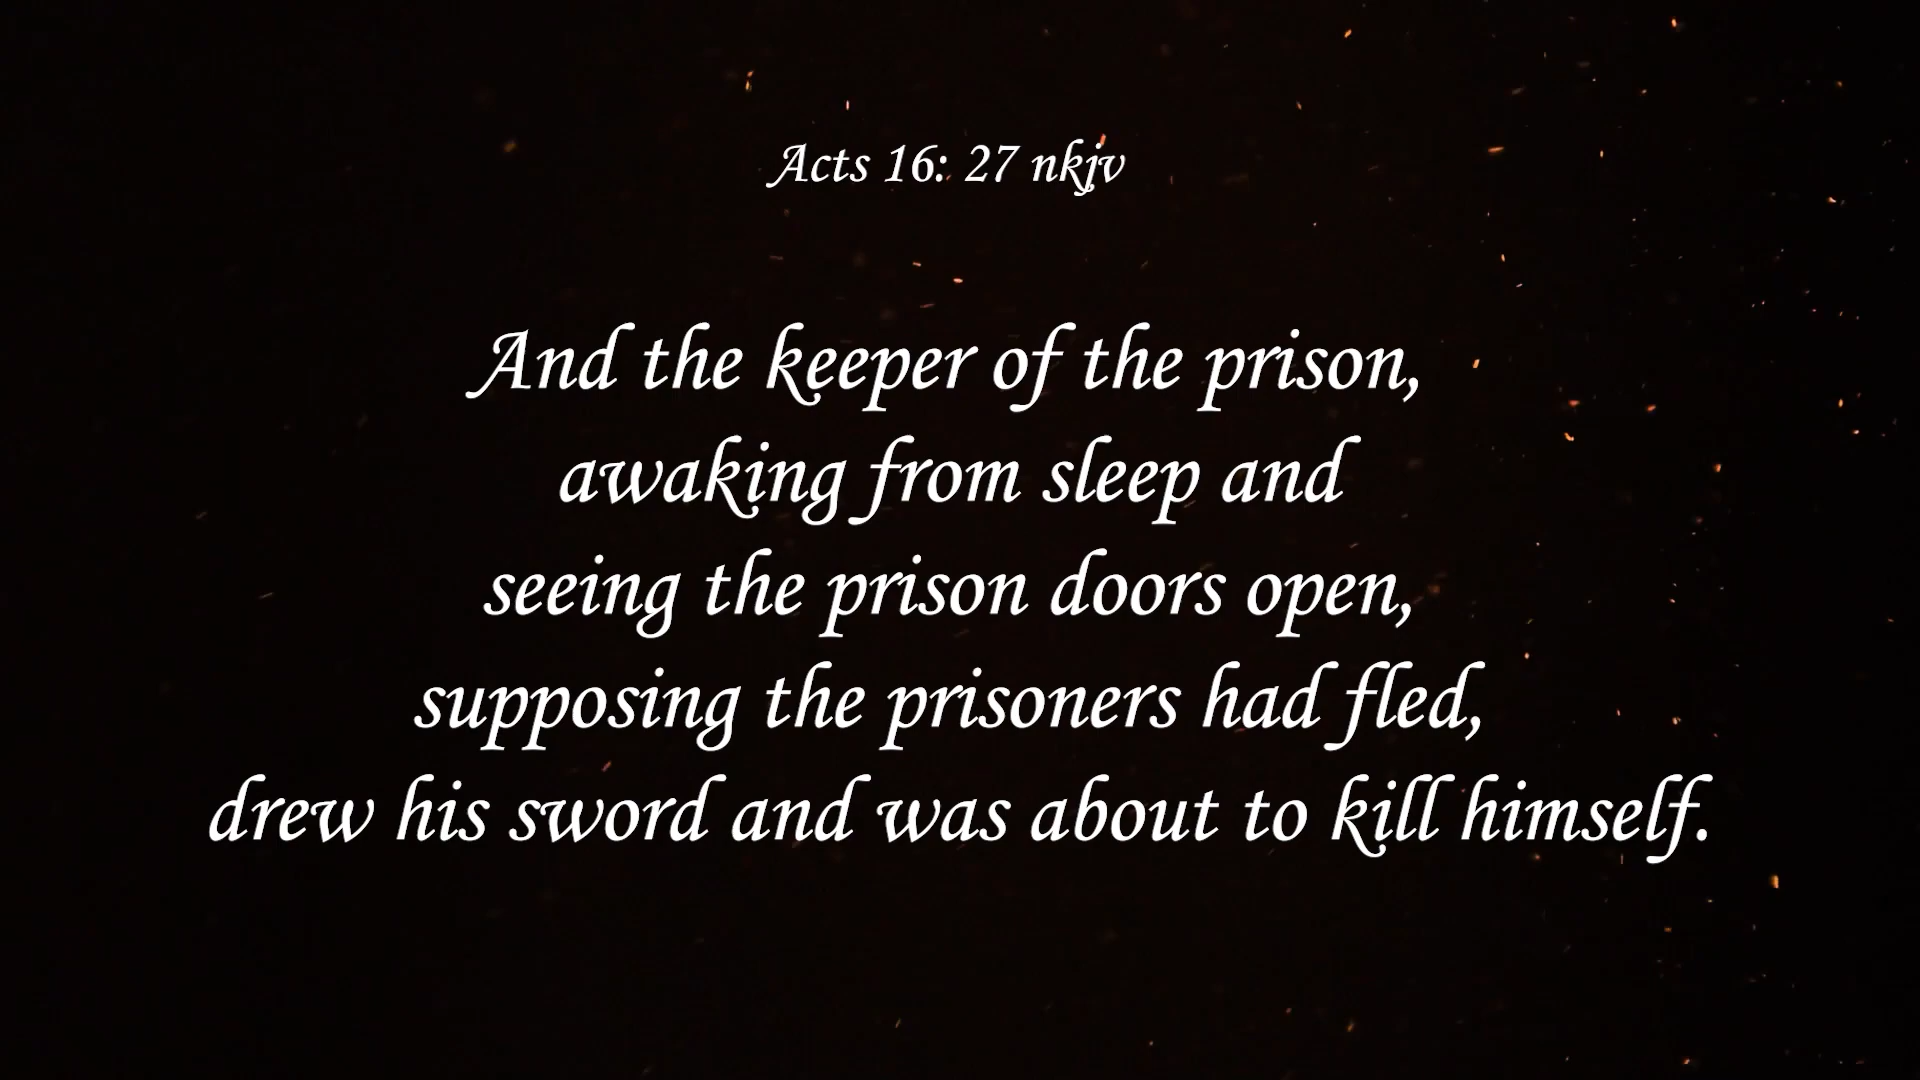 Acts 16: 27 nkjv
And the keeper of the prison,
awaking from sleep and
seeing the prison doors open,
supposing the prisoners had fled,
drew his sword and was about to kill himself.